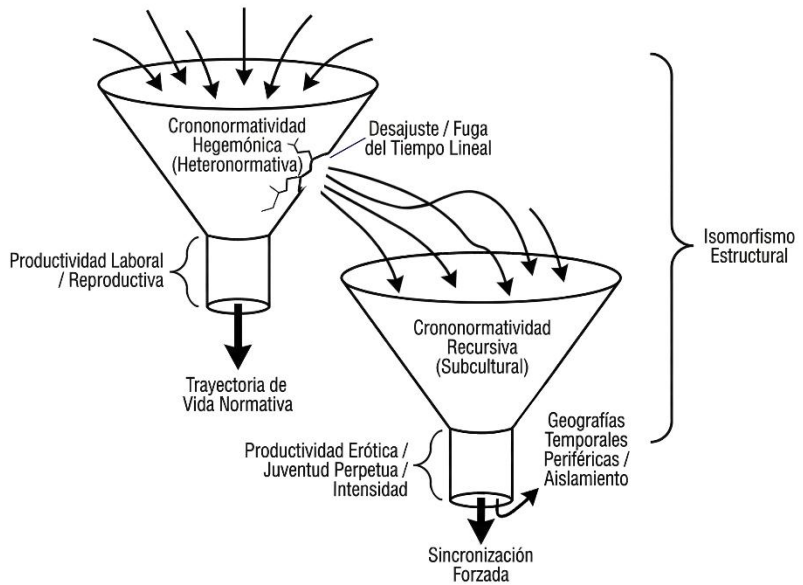 Crononormatividad
Hegemónica
(Heteronormativa)
Desajuste / Fuga
del Tiempo Lineal
Isomorfismo
Estructural
Productividad Laboral
/ Reproductiva
Trayectoria de
Vida Normativa
Crononormatividad
Recursiva
(Subcultural)
Productividad Erótica /
Juventud Perpetua /
Intensidad
Geografías
Temporales
Periféricas /
Aislamiento
Sincronización
Forzada